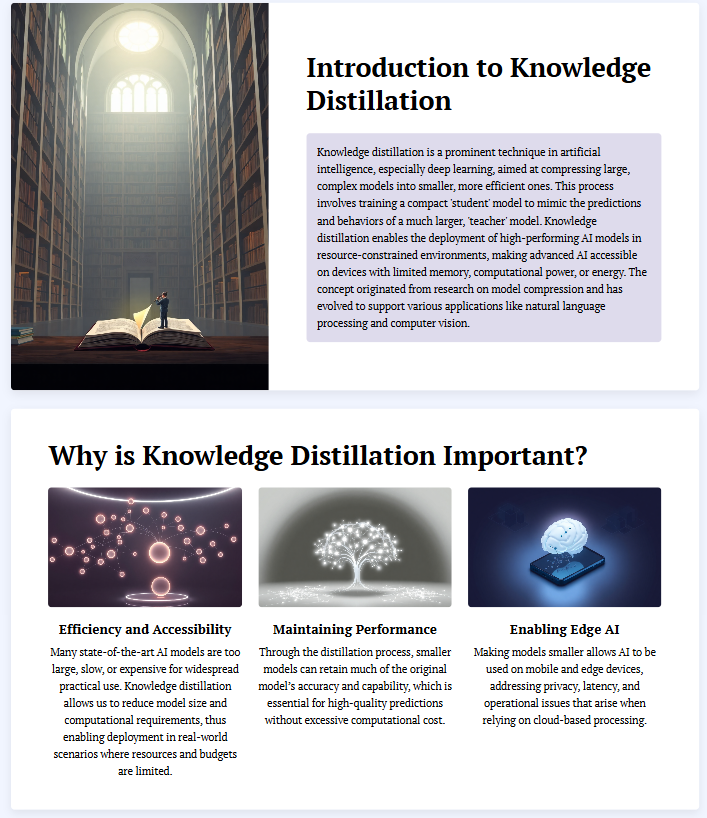 Introduction to Knowledge
Distillation
Knowledge distillation is a prominent technique in artificial
intelligence, especially deep learning, aimed at compressing large,
complex models into smaller, more efficient ones. This process
involves training a compact 'student' model to mimic the predictions
and behaviors of a much larger, 'teacher' model. Knowledge
distillation enables the deployment of high-performing AI models in
resource-constrained environments, making advanced AI accessible
on devices with limited memory, computational power, or energy. The
concept originated from research on model compression and has
evolved to support various applications like natural language
processing and computer vision.
Why is Knowledge Distillation Important?
Efficiency and Accessibility
Many state-of-the-art AI models are too
large, slow, or expensive for widespread
practical use. Knowledge distillation
allows us to reduce model size and
computational requirements, thus
enabling deployment in real-world
scenarios where resources and budgets
are limited.
Maintaining Performance
Through the distillation process, smaller
models can retain much of the original
model's accuracy and capability, which is
essential for high-quality predictions
without excessive computational cost.
Enabling Edge AI
Making models smaller allows AI to be
used on mobile and edge devices,
addressing privacy, latency, and
operational issues that arise when
relying on cloud-based processing.